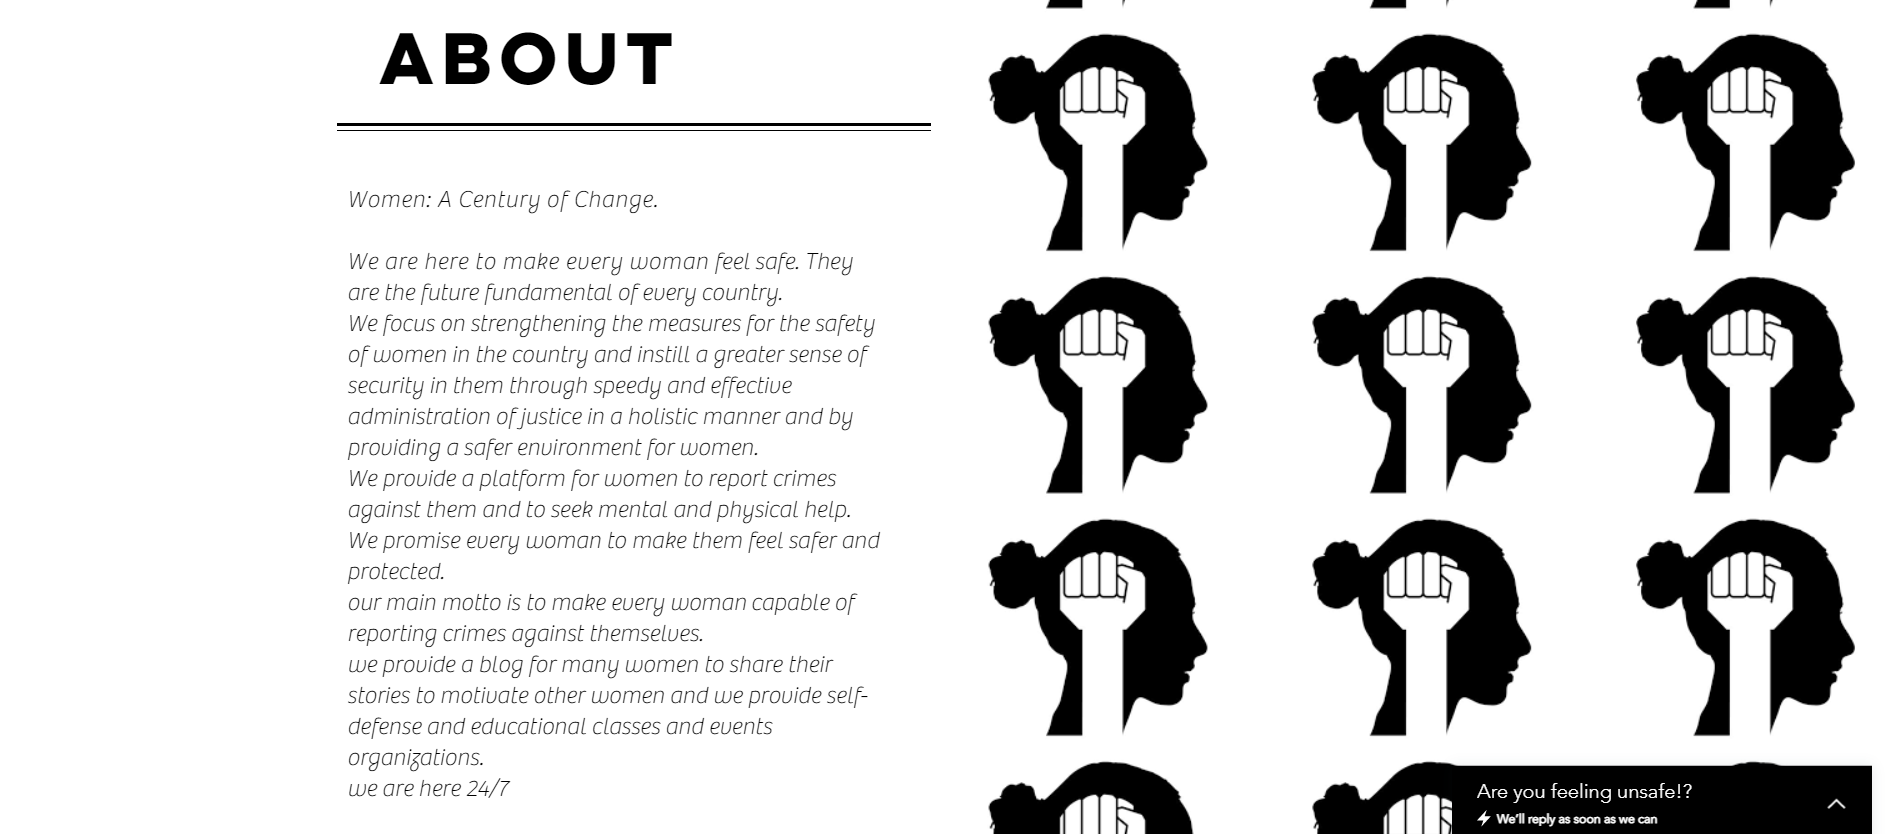 ABOUT
Women: A Century of Change.
We are here to make every woman feel safe. They
are the future fundamental of every country.
We focus on strengthening the measures for the safety
of women in the country and instill a greater sense of
security in them through speedy and effective
administration of justice in a holistic manner and by
providing a safer environment for women.
We provide a platform for women to report crimes
against them and to seek mental and physical help.
We promise every woman to make them feel safer and
protected.
our main motto is to make every woman capable of
reporting crimes against themselves.
we provide a blog for many women to share their
stories to motivate other women and we provide self-
defense and educational classes and events
organizations.
we are here 24/7
Are you feeling unsafe!?
We'll reply as soon as we can